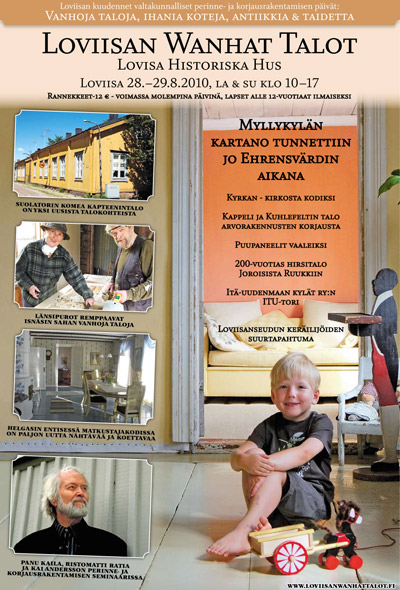 Loviisan kuudennet valtakunnalliset perinne- ja korjausrakentamisen päivät:
Vanhoja taloja, ihania koteja, antiikkia & taidetta
Loviisan Wanhat Talot
Lovisa Historiska Hus
Loviisa 28.–29.8.2010, la & su klo 10–17
Rannekkeet-12 € - voimassa molempina päivinä, lapset alle 12-vuotiaat ilmaiseksi
Suolatorin komea Kapteenintalo
on yksi uusista talokohteista
Länsipurot remppaavat
Isnäsin sahan vanhoja taloja
Helgasin entisessä matkustajakodissa
on paljon uutta nähtävää ja koettavaa
Panu Kaila, Ristomatti Ratia
ja Kai Andersson perinne- ja
korjausrakentamisen seminaarissa
Myllykylän
kartano tunnettiin
jo Ehrensvärdin
aikana
Kyrkan - kirkosta kodiksi
Kappeli ja Kuhlefeltin talo
arvorakennusten korjausta
Puupaneelit vaaleiksi
200-vuotias hirsitalo
Joroisista Ruukkiin
Itä-Uudenmaan kylät ry:n
ITU-tori
Loviisanseudun keräilijöiden
suurtapahtuma
www.loviisanwanhattalot.fi